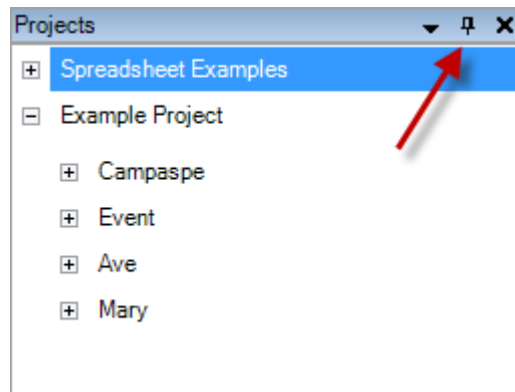 Projects
Spreadsheet Examples
Example Project
Campaspe
Event
Ave
Mary